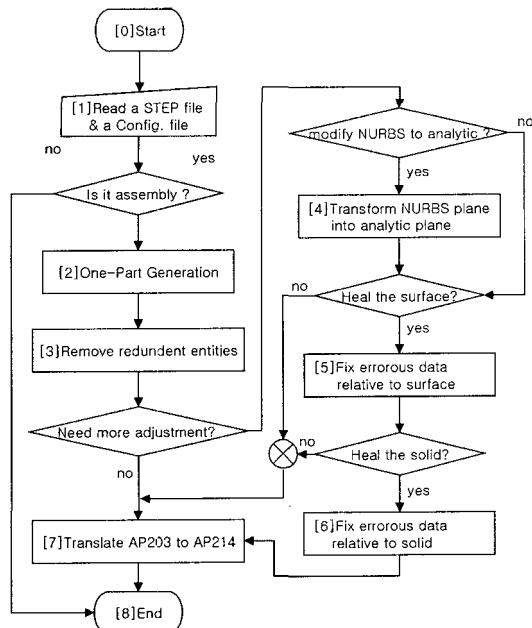 [0]Start
[1]Read a STEP file
& a Config. file
no
yes
Is it assembly ?
[2]One-Part Generation
[3]Remove redundent entities
Need more adjustment?
no
[7]Translate AP203 to AP214
[8]End
modify NURBS to analytic ?
no
yes
[4]Transform NURBS plane
into analytic plane
no
Heal the surface?
yes
[5]Fix errorous data
relative to surface
no
Heal the solid?
yes
[6]Fix errorous data
relative to solid